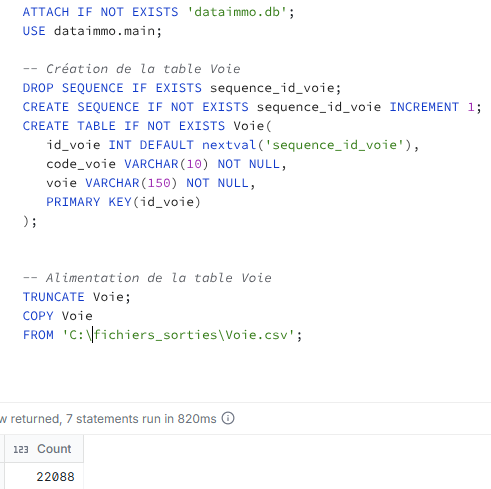 ATTACH IF NOT EXISTS 'dataimmo.db';
USE dataimmo.main;
-- Création de la table Voie
DROP SEQUENCE IF EXISTS sequence_id_voie;
CREATE SEQUENCE IF NOT EXISTS sequence_id_voie INCREMENT 1;
CREATE TABLE IF NOT EXISTS Voie(
id_voie INT DEFAULT nextval('sequence_id_voie'),
code_voie VARCHAR(10) NOT NULL,
voie VARCHAR(150) NOT NULL,
PRIMARY KEY(id_voie)
);
-- Alimentation de la table Voie
TRUNCATE Voie;
COPY Voie
FROM 'C:\fichiers_sorties\Voie.csv';
w returned, 7 statements run in 820ms
123 Count
22088